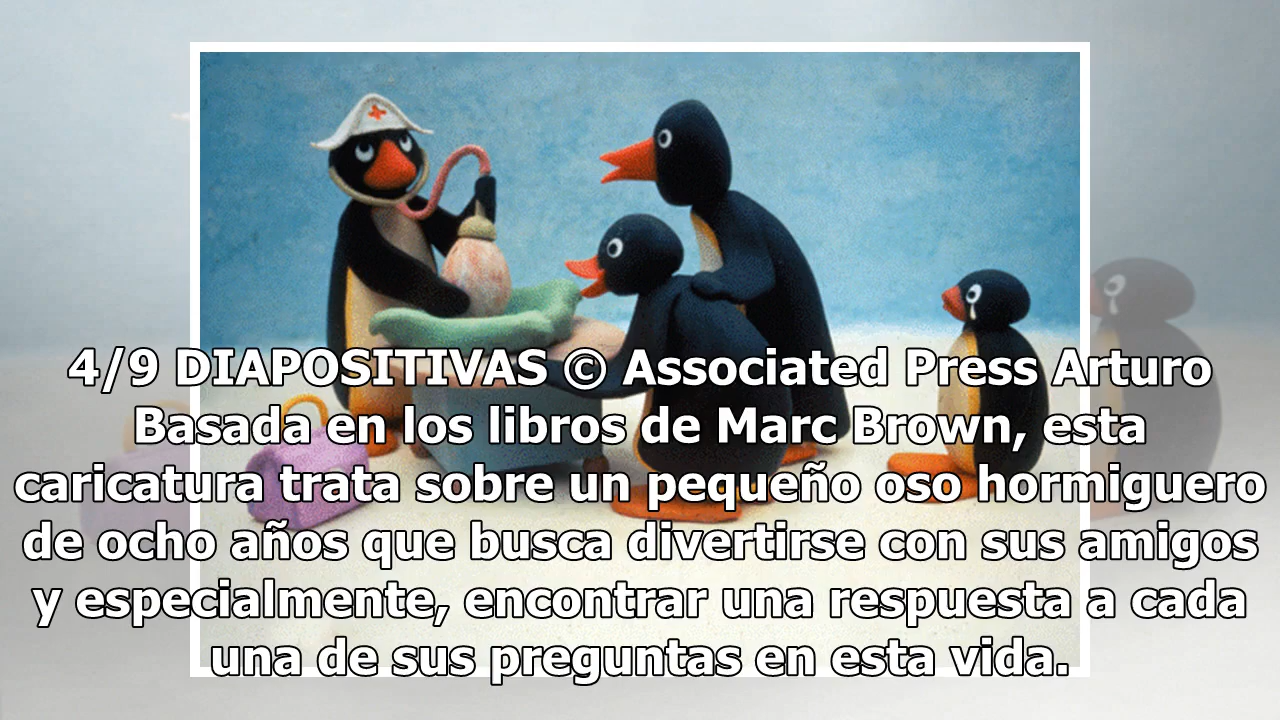 4/9 DIAPOSITIVAS © Associated Press Arturo
Basada en los libros de Marc Brown, esta
caricatura trata sobre un pequeño oso hormiguero
de ocho años que busca divertirse con sus amigos
y especialmente, encontrar una respuesta a cada
una de sus preguntas en esta vida.